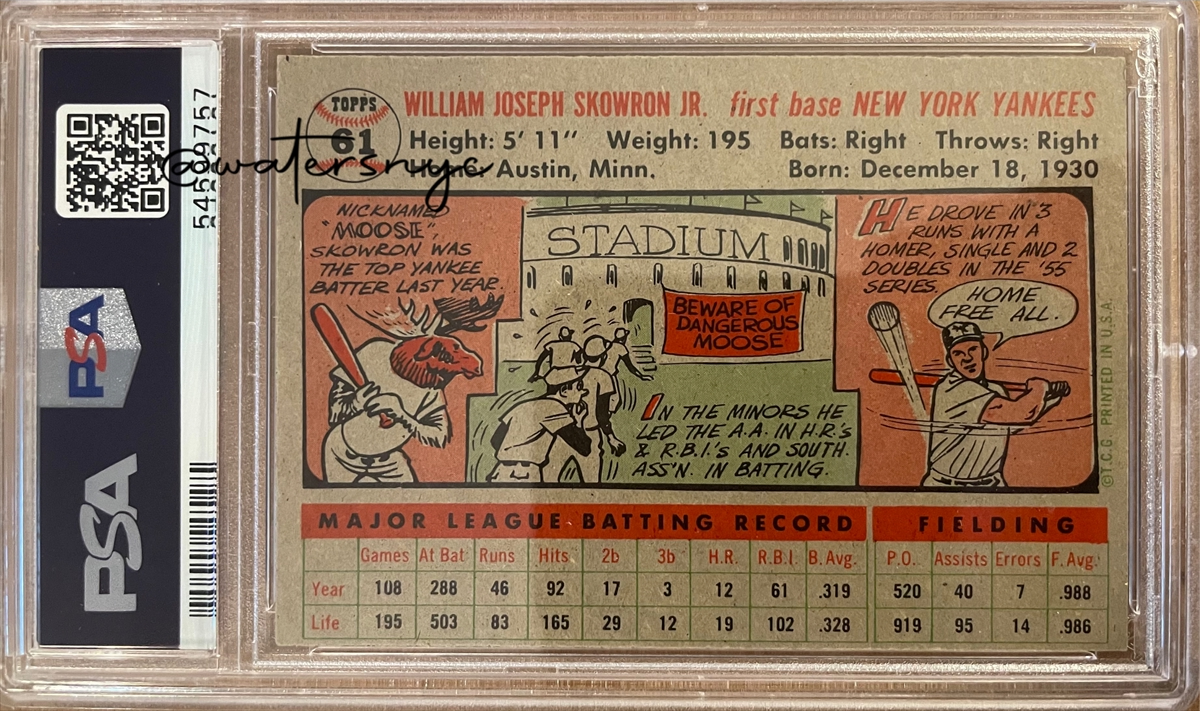 PSA
PSA
54599757
@watersnyc
TOPPS
61
WILLIAM JOSEPH SKOWRON JR. first base NEW YORK YANKEES
Height: 5' 11" Weight: 195 Bats: Right Throws: Right
Home: Austin, Minn. Born: December 18, 1930
NICKNAMED
"MOOSE",
SKOWRON WAS
THE TOP YANKEE
BATTER LAST YEAR.
STADIUM
BEWARE OF
DANGEROUS
MOOSE
IN THE MINORS HE
LED THE A.A. IN H.R.'s
& R.B.I.'s AND SOUTH.
ASS'N. IN BATTING.
HE DROVE IN 3
RUNS WITH A
HOMER, SINGLE AND 2
DOUBLES IN THE '55
SERIES.
HOME
FREE ALL.
©T.C.G. PRINTED IN U.S.A.
MAJOR LEAGUE BATTING RECORD FIELDING
Games At Bat Runs Hits 2b 3b H.R. R.B.I. B. Avg. P.O. Assists Errors F. Avg.
Year 108 288 46 92 17 3 12 61 .319 520 40 7 .988
Life 195 503 83 165 29 12 19 102 .328 919 95 14 .986